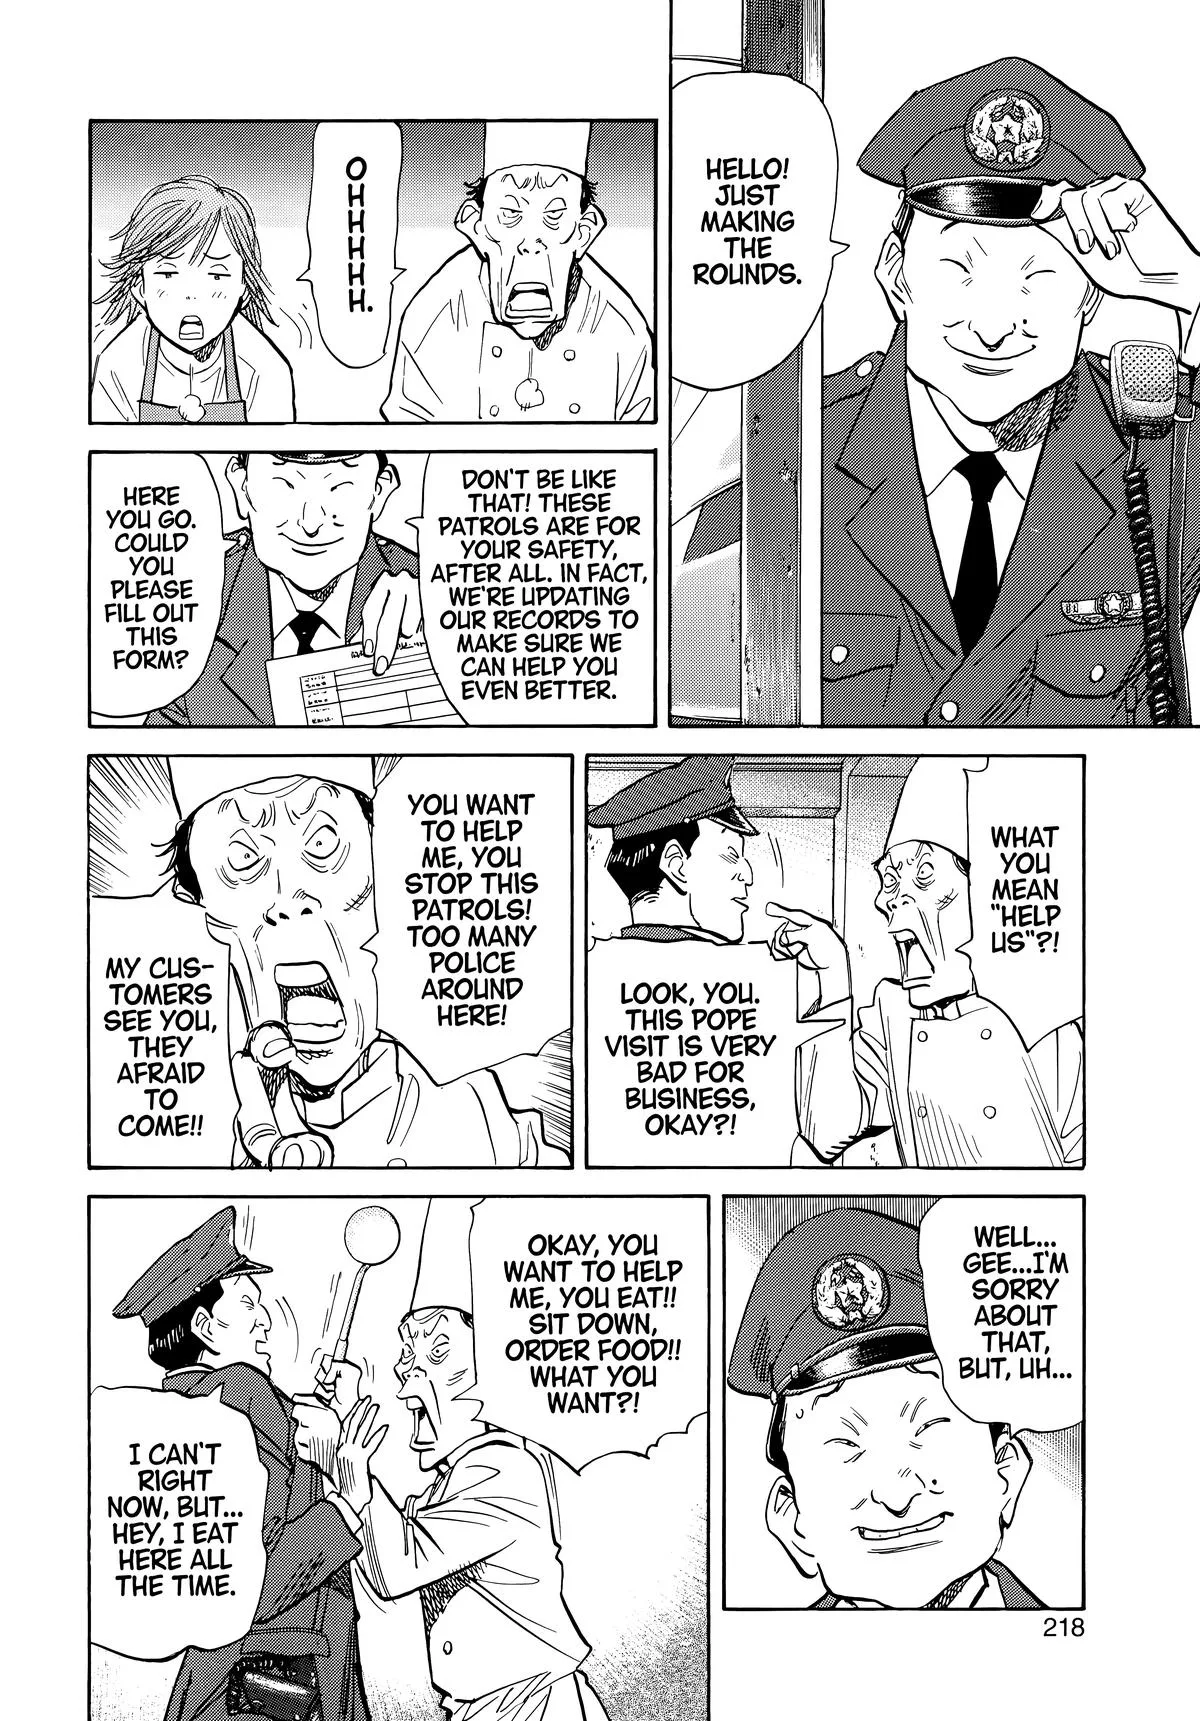 HELLO!
JUST
MAKING
THE
ROUNDS.
OHHHHH.
DON'T BE LIKE
THAT! THESE
PATROLS ARE FOR
YOUR SAFETY,
AFTER ALL. IN FACT,
WE'RE UPDATING
OUR RECORDS TO
MAKE SURE WE
CAN HELP YOU
EVEN BETTER.
HERE
YOU GO.
COULD
YOU
PLEASE
FILL OUT
THIS
FORM?
WHAT
YOU
MEAN
"HELP
US"?!
LOOK, YOU.
THIS POPE
VISIT IS VERY
BAD FOR
BUSINESS,
OKAY?!
YOU WANT
TO HELP
ME, YOU
STOP THIS
PATROLS!
TOO MANY
POLICE
AROUND
HERE!
MY CUS-
TOMERS
SEE YOU,
THEY
AFRAID
TO
COME!!
WELL...
GEE...I'M
SORRY
ABOUT
THAT,
BUT, UH...
OKAY, YOU
WANT TO HELP
ME, YOU EAT!!
SIT DOWN,
ORDER FOOD!!
WHAT YOU
WANT?!
I CAN'T
RIGHT
NOW, BUT...
HEY, I EAT
HERE ALL
THE TIME.
218